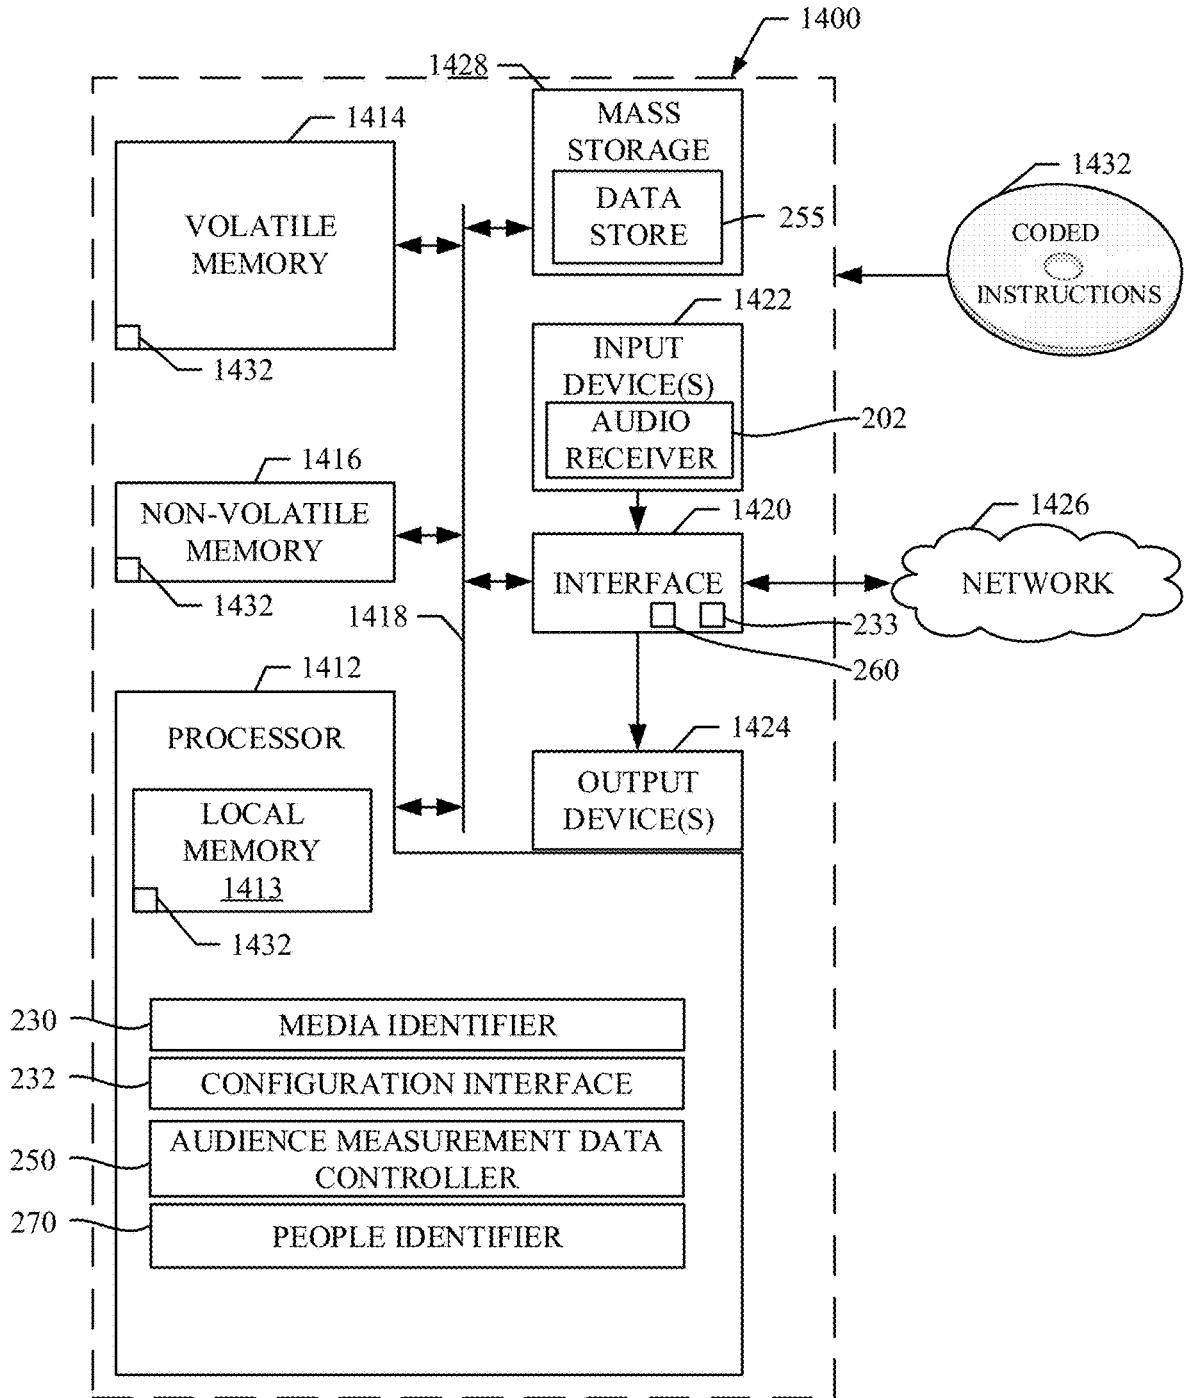 1400
1428
MASS
STORAGE
DATA
STORE
255
1414
VOLATILE
MEMORY
1432
1432
CODED
INSTRUCTIONS
1422
INPUT
DEVICE(S)
AUDIO
RECEIVER
202
1416
NON-VOLATILE
MEMORY
1432
1418
1420
INTERFACE
233
260
1426
NETWORK
1412
PROCESSOR
LOCAL
MEMORY
1413
1432
1424
OUTPUT
DEVICE(S)
230
MEDIA IDENTIFIER
232
CONFIGURATION INTERFACE
250
AUDIENCE MEASUREMENT DATA
CONTROLLER
270
PEOPLE IDENTIFIER